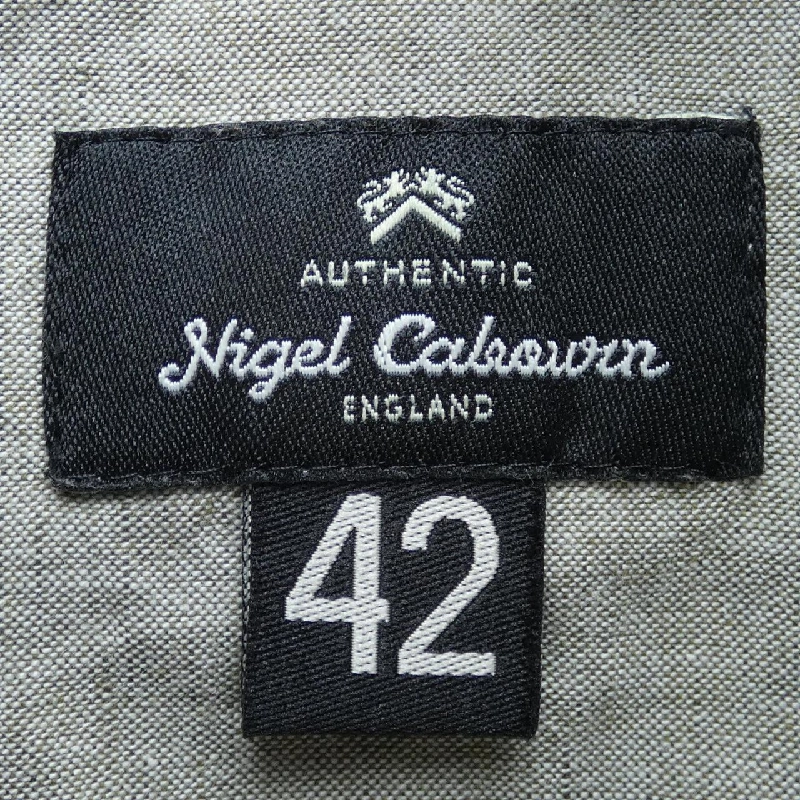 AUTHENTIC
Nigel Cabourn
ENGLAND
42